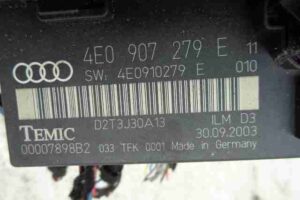 4E0 907 279 E 11
SW: 4E0910279 E 010
D2T3J30A13 ILM D3
TEMIC 30.09.2003
00007898B2 033 TFK 0001 Made in Germany